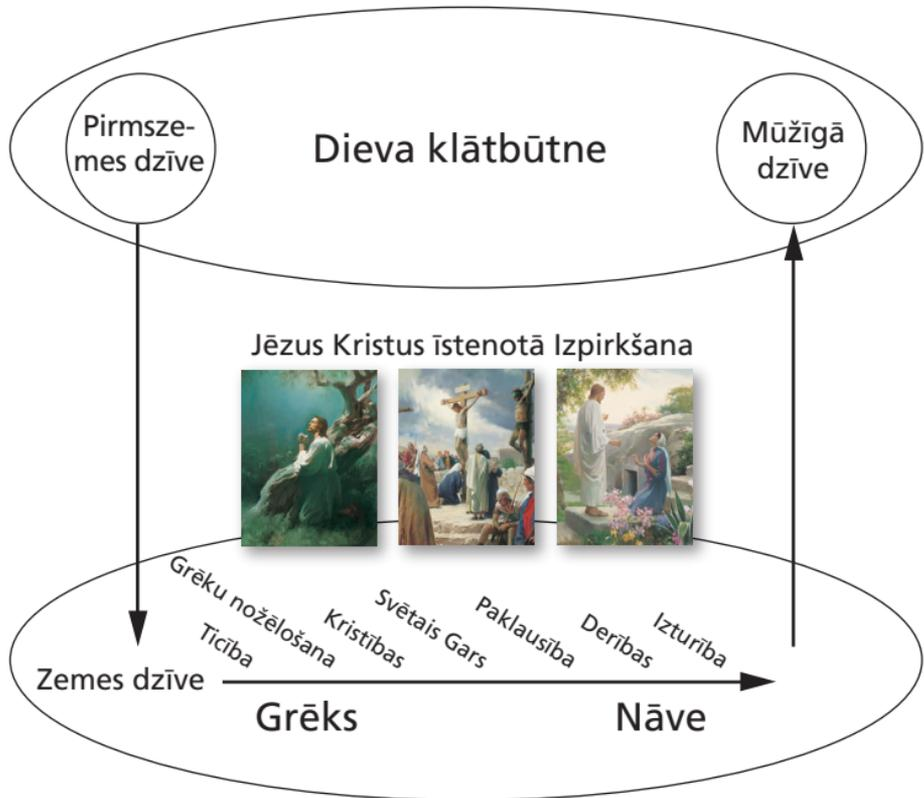 Pirmsze-
mes dzīve
Dieva klātbūtne
Mūžīgā
dzīve
Jēzus Kristus īstenotā Izpirkšana
Ticība
Grēku nožēlošana
Kristības
Svētais Gars
Paklausība
Derības
Izturība
Zemes dzīve
Grēks
Nāve